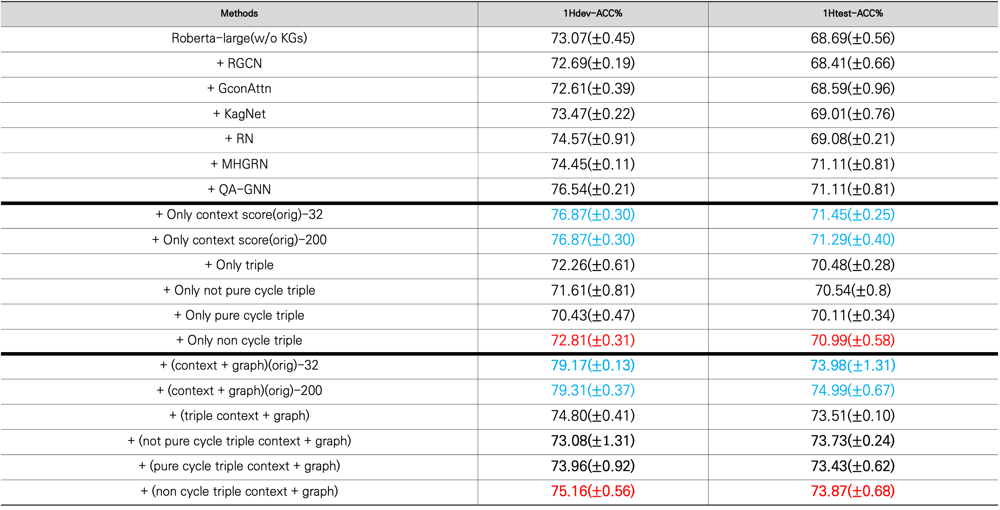 Methods 1Hdev-ACC% 1Htest-ACC%
Roberta-large(w/o KGs) 73.07(±0.45) 68.69(±0.56)
+ RGCN 72.69(±0.19) 68.41(±0.66)
+ GconAttn 72.61(±0.39) 68.59(±0.96)
+ KagNet 73.47(±0.22) 69.01(±0.76)
+ RN 74.57(±0.91) 69.08(±0.21)
+ MHGRN 74.45(±0.11) 71.11(±0.81)
+ QA-GNN 76.54(±0.21) 71.11(±0.81)
+ Only context score(orig)-32 76.87(±0.30) 71.45(±0.25)
+ Only context score(orig)-200 76.87(±0.30) 71.29(±0.40)
+ Only triple 72.26(±0.61) 70.48(±0.28)
+ Only not pure cycle triple 71.61(±0.81) 70.54(±0.8)
+ Only pure cycle triple 70.43(±0.47) 70.11(±0.34)
+ Only non cycle triple 72.81(±0.31) 70.99(±0.58)
+ (context + graph)(orig)-32 79.17(±0.13) 73.98(±1.31)
+ (context + graph)(orig)-200 79.31(±0.37) 74.99(±0.67)
+ (triple context + graph) 74.80(±0.41) 73.51(±0.10)
+ (not pure cycle triple context + graph) 73.08(±1.31) 73.73(±0.24)
+ (pure cycle triple context + graph) 73.96(±0.92) 73.43(±0.62)
+ (non cycle triple context + graph) 75.16(±0.56) 73.87(±0.68)